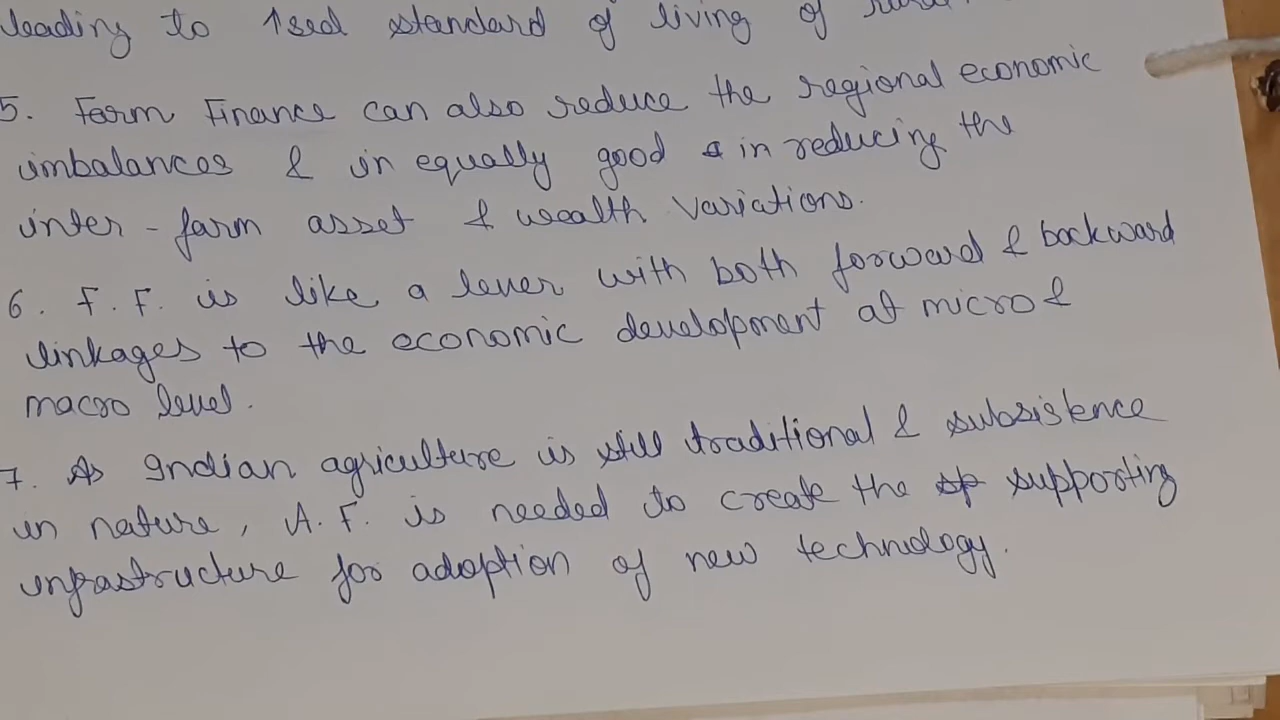 leading to ↑sed standard of living of
5. Farm Finance can also reduce the regional economic
imbalances & in equally good in reducing the
inter - farm asset & wealth variations.
6. F. F. is like a lever with both forward & backward
linkages to the economic development at micro &
macro level.
7. As Indian agriculture is still traditional & subsistence
in nature, A. F. is needed to create the supporting
infrastructure for adoption of new technology.